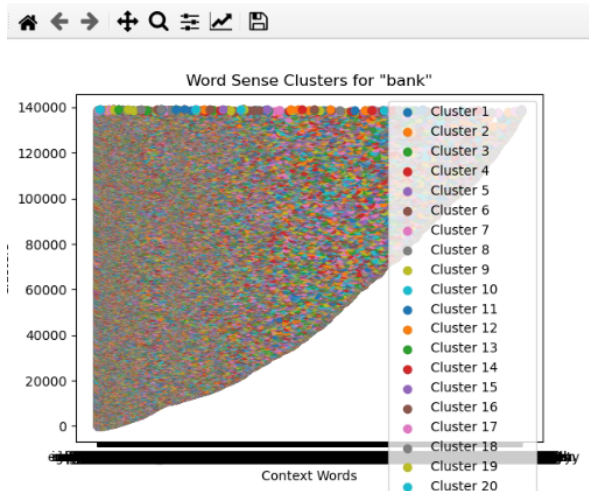 Word Sense Clusters for "bank"
140000
120000
100000
80000
60000
40000
20000
0
Cluster 1
Cluster 2
Cluster 3
Cluster 4
Cluster 5
Cluster 6
Cluster 7
Cluster 8
Cluster 9
Cluster 10
Cluster 11
Cluster 12
Cluster 13
Cluster 14
Cluster 15
Cluster 16
Cluster 17
Cluster 18
Cluster 19
Cluster 20
Context Words